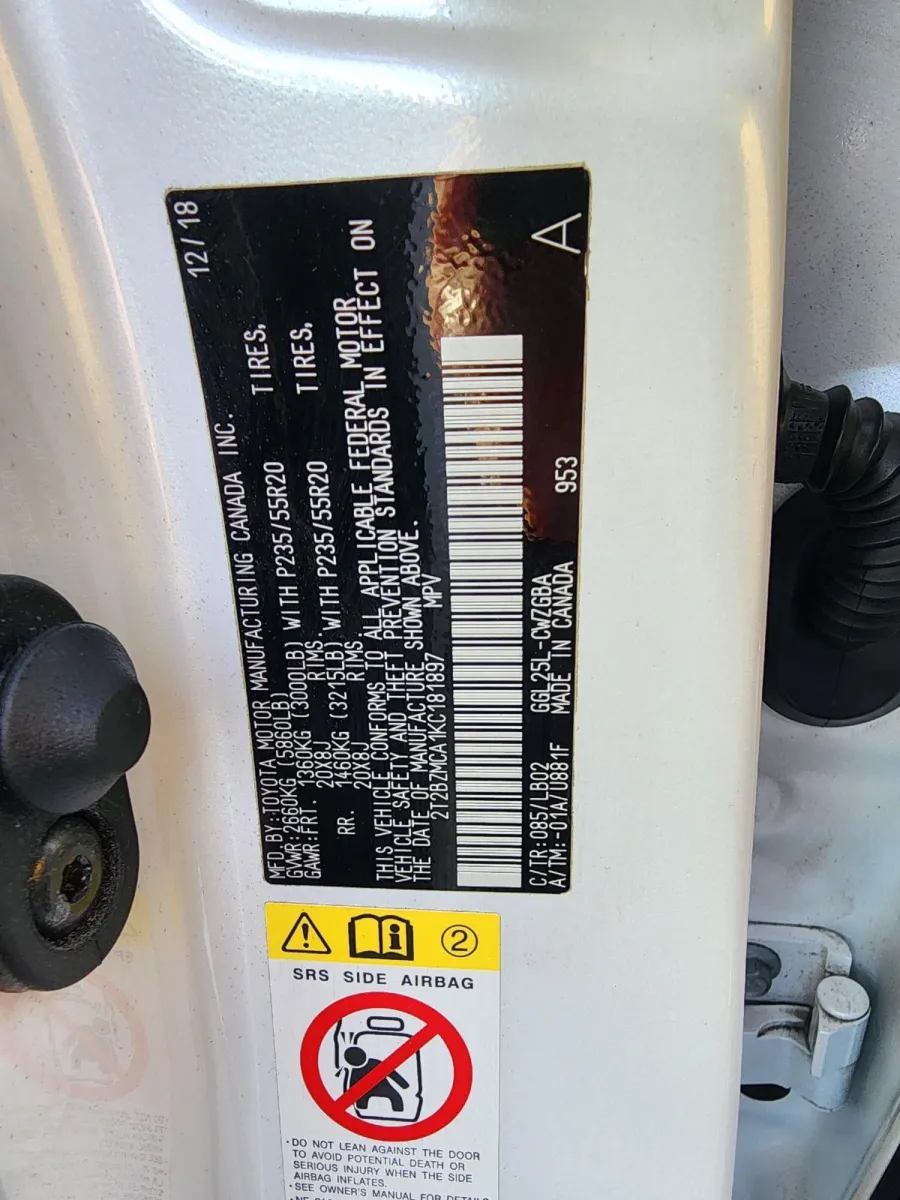 12/18
MFD.BY:TOYOTA MOTOR MANUFACTURING CANADA INC.
GVWR:2660KG (5860LB)
GAWR:FRT. 1360KG (3000LB) WITH P235/55R20 TIRES,
20X8J RIMS.
RR. 1460KG (3215LB) WITH P235/55R20 TIRES,
20X8J RIMS.
THIS VEHICLE CONFORMS TO ALL APPLICABLE FEDERAL MOTOR
VEHICLE SAFETY AND THEFT PREVENTION STANDARDS IN EFFECT ON
THE DATE OF MANUFACTURE SHOWN ABOVE.
2T2BZMCA1KC181897 MPV
C/TR:085/LB02 GGL25L-CWZGBA 953
A/TM:-01A/U881F MADE IN CANADA A
2
SRS SIDE AIRBAG
·DO NOT LEAN AGAINST THE DOOR
TO AVOID POTENTIAL DEATH OR
SERIOUS INJURY WHEN THE SIDE
AIRBAG INFLATES.
·SEE OWNER'S MANUAL FOR DETAILS